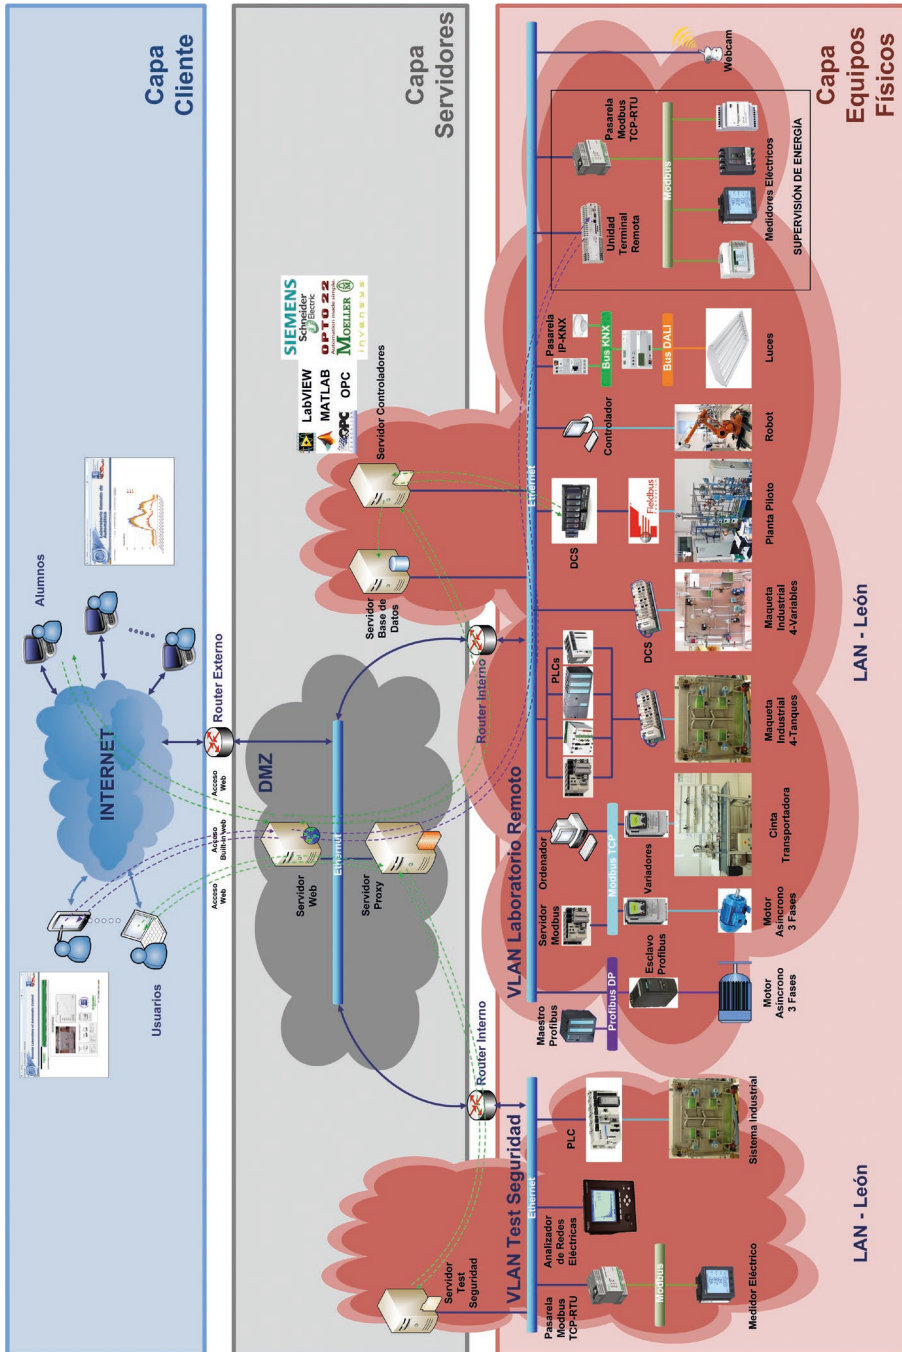 Capa
Cliente
Alumnos
INTERNET
Usuarios
Router Externo
Acceso
Web
Acceso
Built-in web
Acceso
Web
Capa
Servidores
SIEMENS
Schneider
Electric
OPTO 22
Automation made simple
MOELLER
invensys
LabVIEW
MATLAB
OPC
OPC
Servidor Controladores
Servidor
Base de
Datos
DMZ
Servidor
Web
Ethernet
Servidor
Proxy
Router Interno
Router Interno
Servidor
Test
Seguridad
Capa
Equipos
Físicos
VLAN Test Seguridad
Ethernet
Pasarela
Modbus
TCP-RTU
Modbus
Medidor Eléctrico
Analizador
de Redes
Eléctricas
PLC
Sistema Industrial
LAN - León
VLAN Laboratorio Remoto
Ethernet
Maestro
Profibus
Profibus DP
Esclavo
Profibus
Motor
Asíncrono
3 Fases
Servidor
Modbus
Ordenador
Modbus TCP
Variadores
Motor
Asíncrono
3 Fases
Cinta
Transportadora
PLCs
Maqueta
Industrial
4-Tanques
DCS
Maqueta
Industrial
4-Variables
DCS
Fieldbus
Planta Piloto
Controlador
Robot
Pasarela
IP-KNX
Bus KNX
Bus DALI
Luces
Unidad
Terminal
Remota
Pasarela
Modbus
TCP-RTU
Modbus
Medidores Eléctricos
SUPERVISIÓN DE ENERGÍA
Webcam
LAN - León